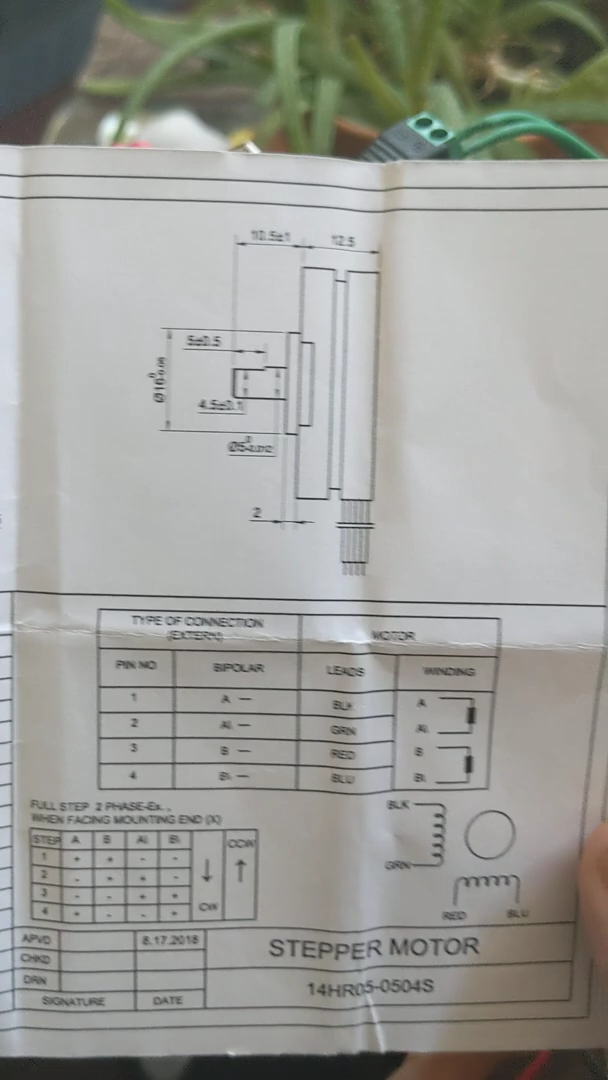 10.5±1 12.5
5±0.5
4.5±0.1
2
TYPE OF CONNECTION
(EXTERN)
MOTOR
PIN NO BIPOLAR LEADS WINDING
1 A — BLK A
2 A\ — GRN A\
3 B — RED B
4 B\ — BLU B\
FULL STEP 2 PHASE-Ex.,
WHEN FACING MOUNTING END (X)
STEP A B A\ B\ CCW
1 + + - -
2 - + + -
3 - - + +
4 + - - + CW
BLK
GRN
RED BLU
APVD 8.17.2018
CHKD
DRN
SIGNATURE DATE
STEPPER MOTOR
14HR05-0504S